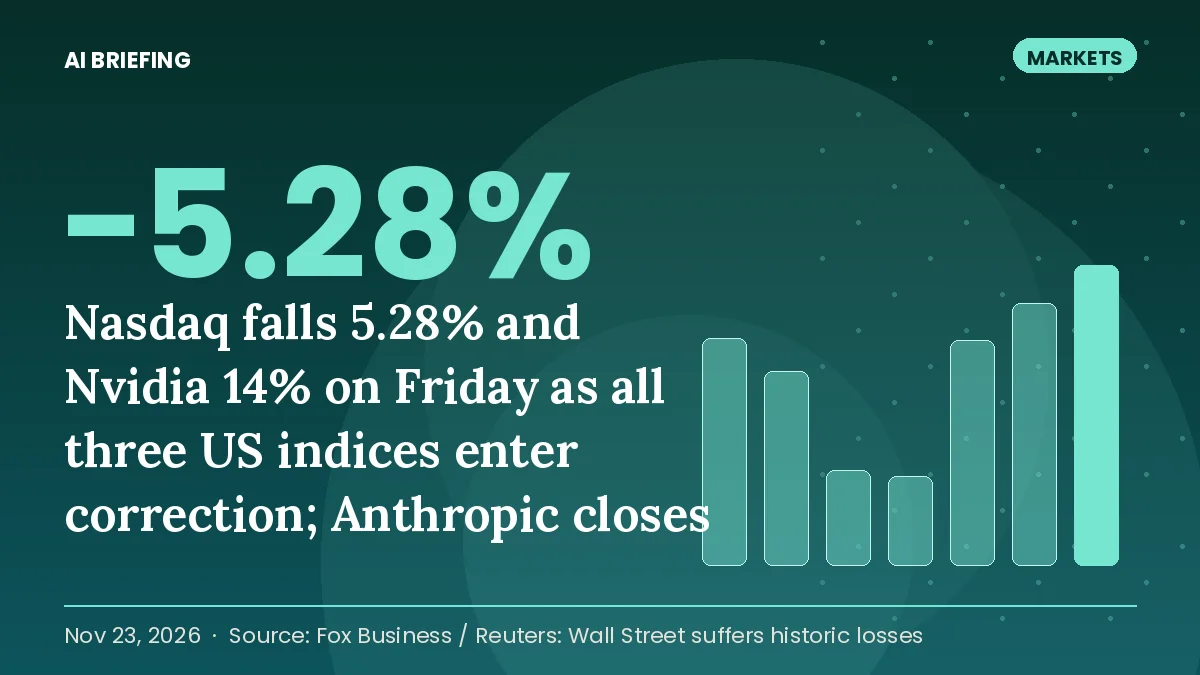 AI BRIEFING
MARKETS
-5.28%
Nasdaq falls 5.28% and
Nvidia 14% on Friday as all
three US indices enter
correction; Anthropic closes
Nov 23, 2026 · Source: Fox Business / Reuters: Wall Street suffers historic losses